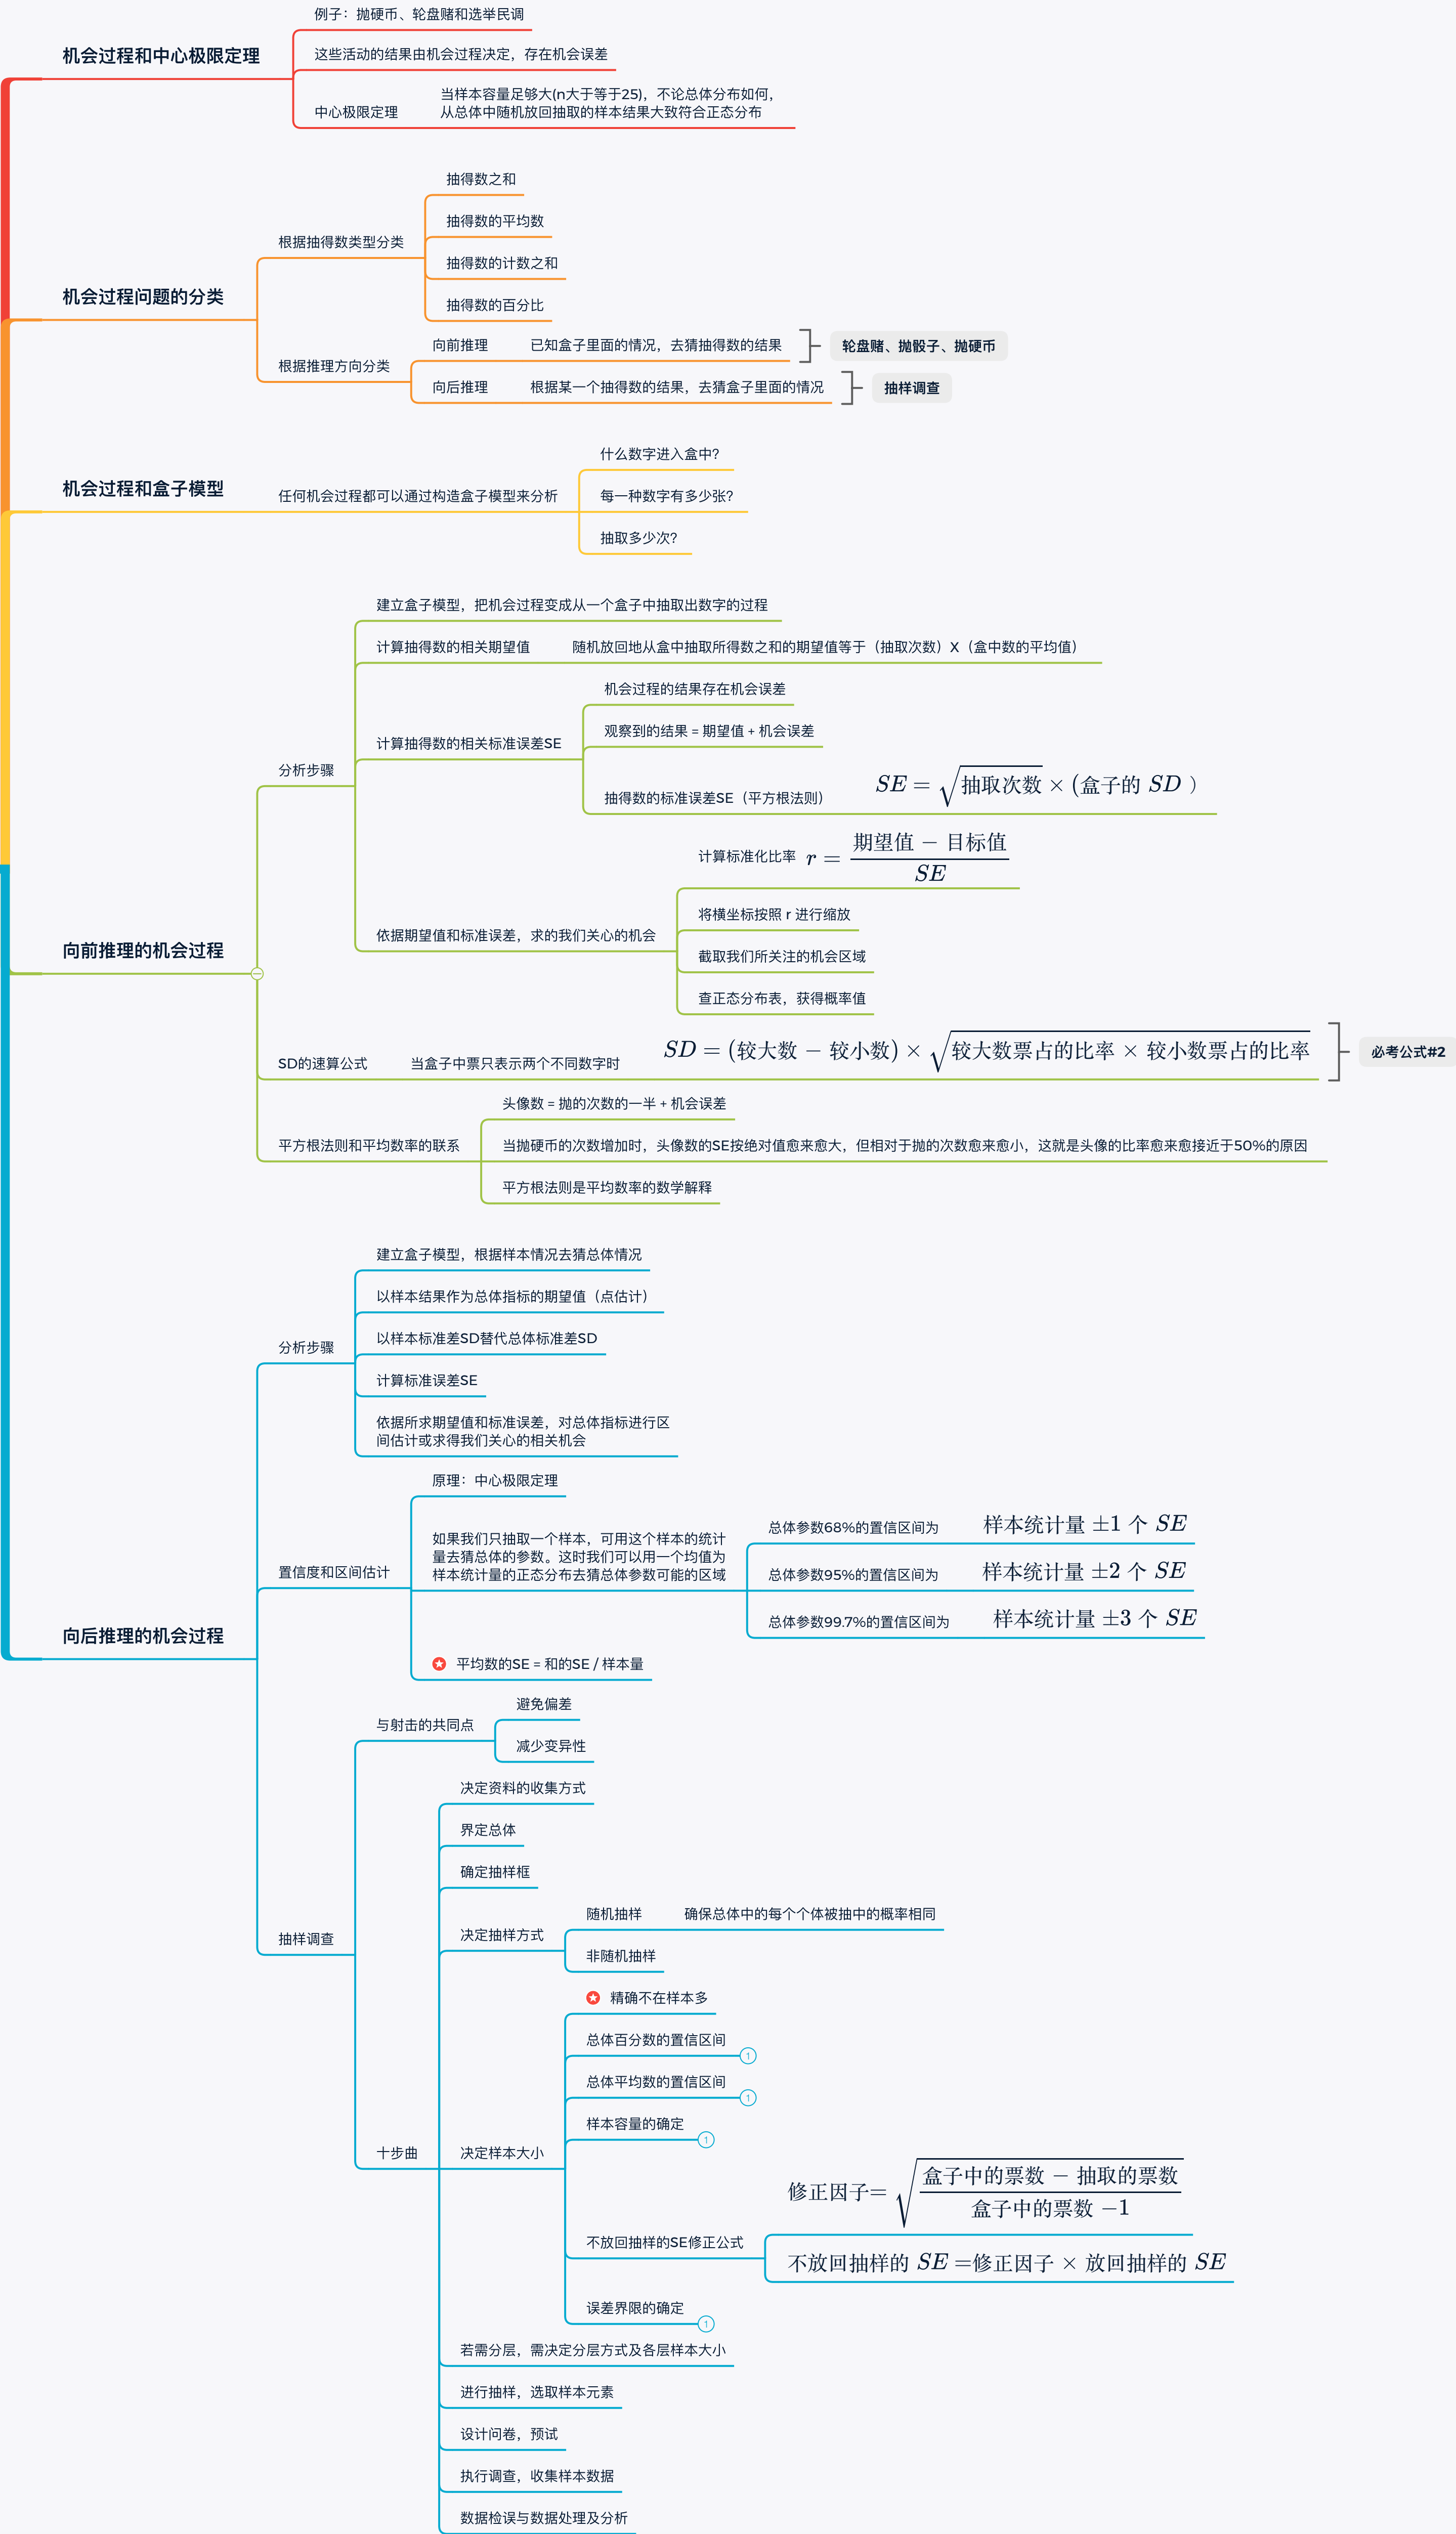 例子：抛硬币、轮盘赌和选举民调
机会过程和中心极限定理
这些活动的结果由机会过程决定，存在机会误差
当样本容量足够大(n大于等于25)，不论总体分布如何，
从总体中随机放回抽取的样本结果大致符合正态分布
中心极限定理
抽得数之和
抽得数的平均数
根据抽得数类型分类
抽得数的计数之和
抽得数的百分比
机会过程问题的分类
向前推理 已知盒子里面的情况，去猜抽得数的结果 轮盘赌、抛骰子、抛硬币
根据推理方向分类
向后推理 根据某一个抽得数的结果，去猜盒子里面的情况 抽样调查
什么数字进入盒中？
机会过程和盒子模型
任何机会过程都可以通过构造盒子模型来分析 每一种数字有多少张？
抽取多少次？
建立盒子模型，把机会过程变成从一个盒子中抽取出数字的过程
计算抽得数的相关期望值 随机放回地从盒中抽取所得数之和的期望值等于（抽取次数）X（盒中数的平均值）
机会过程的结果存在机会误差
观察到的结果 = 期望值 + 机会误差
计算抽得数的相关标准误差SE
分析步骤
抽得数的标准误差SE（平方根法则） SE = √抽取次数 × (盒子的 SD ）
计算标准化比率 r = (期望值 − 目标值)/SE
将横坐标按照 r 进行缩放
依据期望值和标准误差，求的我们关心的机会
截取我们所关注的机会区域
查正态分布表，获得概率值
向前推理的机会过程
SD的速算公式 当盒子中票只表示两个不同数字时 SD = (较大数 − 较小数) × √较大数票占的比率 × 较小数票占的比率 必考公式#2
头像数 = 抛的次数的一半 + 机会误差
平方根法则和平均数率的联系 当抛硬币的次数增加时，头像数的SE按绝对值愈来愈大，但相对于抛的次数愈来愈小，这就是头像的比率愈来愈接近于50%的原因
平方根法则是平均数率的数学解释
建立盒子模型，根据样本情况去猜总体情况
以样本结果作为总体指标的期望值（点估计）
以样本标准差SD替代总体标准差SD
分析步骤
计算标准误差SE
依据所求期望值和标准误差，对总体指标进行区
间估计或求得我们关心的相关机会
原理：中心极限定理
如果我们只抽取一个样本，可用这个样本的统计
量去猜总体的参数。这时我们可以用一个均值为
样本统计量的正态分布去猜总体参数可能的区域
总体参数68%的置信区间为 样本统计量 ±1 个 SE
总体参数95%的置信区间为 样本统计量 ±2 个 SE
总体参数99.7%的置信区间为 样本统计量 ±3 个 SE
置信度和区间估计
平均数的SE = 和的SE / 样本量
向后推理的机会过程
与射击的共同点
避免偏差
减少变异性
抽样调查
决定资料的收集方式
界定总体
确定抽样框
决定抽样方式
随机抽样 确保总体中的每个个体被抽中的概率相同
非随机抽样
精确不在样本多
总体百分数的置信区间 1
总体平均数的置信区间 1
样本容量的确定 1
十步曲
决定样本大小
修正因子= √(盒子中的票数 − 抽取的票数)/(盒子中的票数 −1)
不放回抽样的SE修正公式
不放回抽样的 SE =修正因子 × 放回抽样的 SE
误差界限的确定 1
若需分层，需决定分层方式及各层样本大小
进行抽样，选取样本元素
设计问卷，预试
执行调查，收集样本数据
数据检误与数据处理及分析